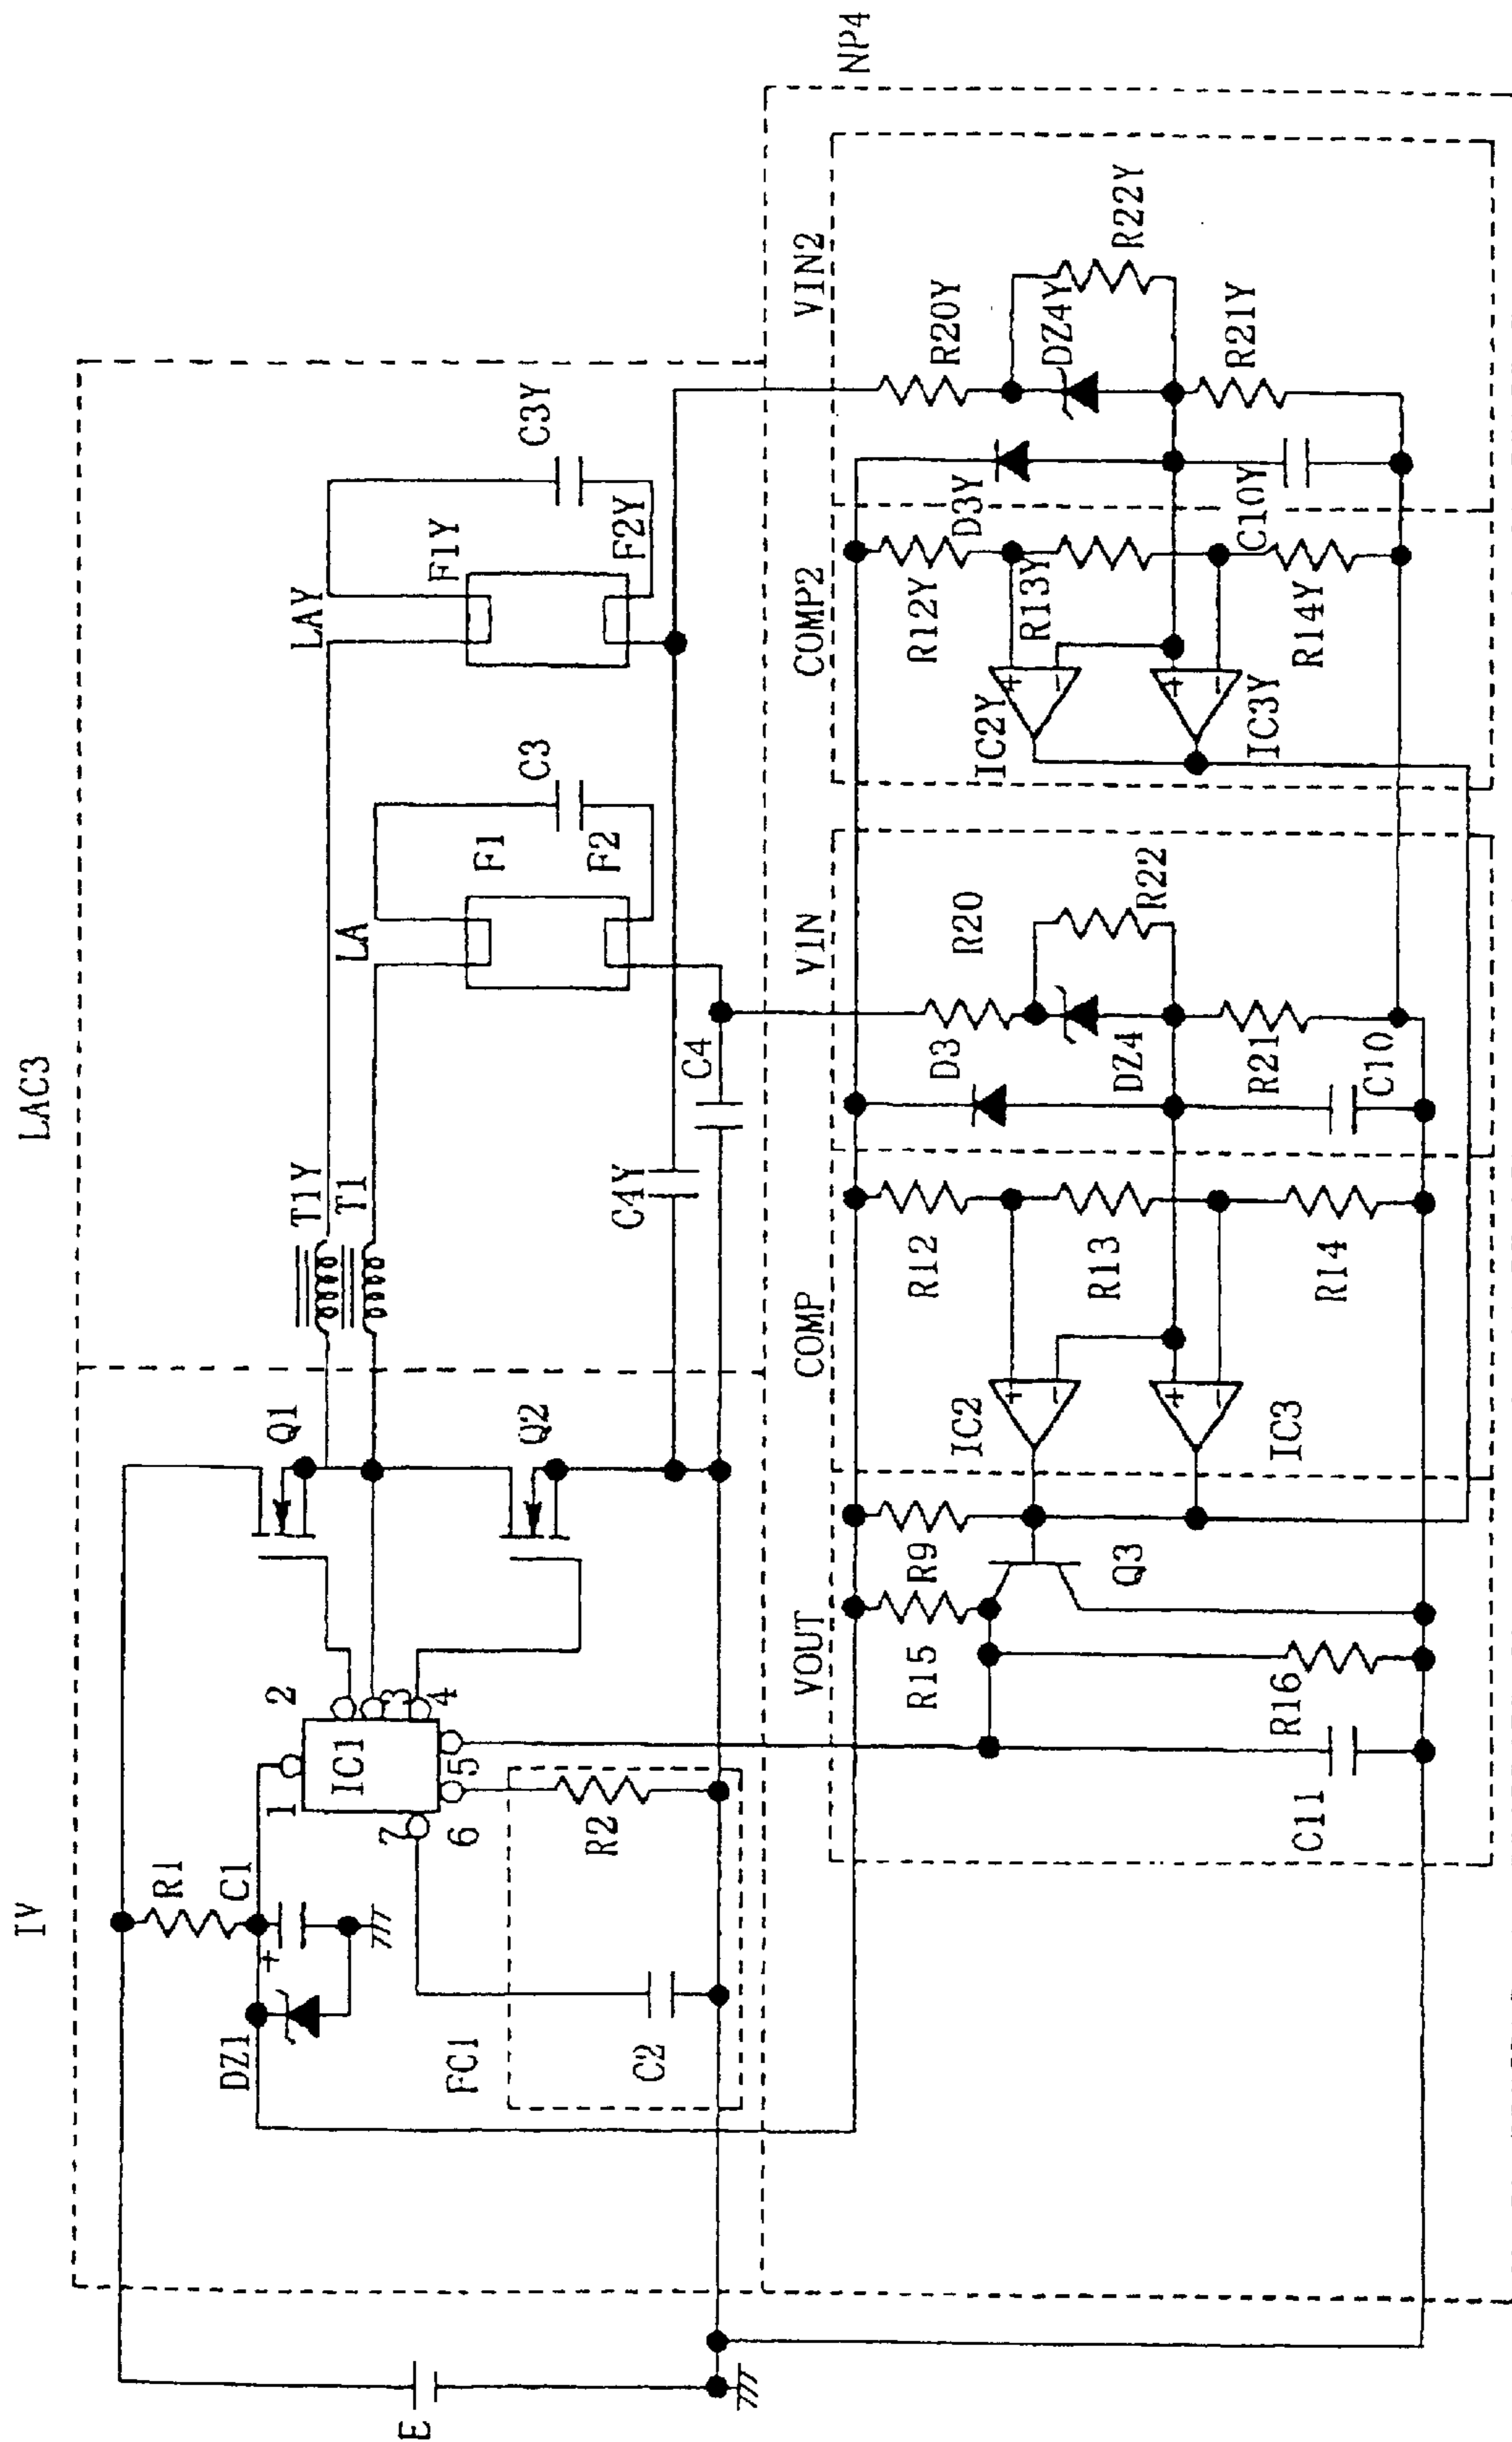 LAC3
IV
E
DZ1
R1
C1
+
1
2
3
4
5
6
7
IC1
FC1
C2
R2
Q1
Q2
T1Y
T1
C4Y
C4
LA
F1
F2
C3
LAY
F1Y
F2Y
C3Y
NP4
VOUT
R15
R9
Q3
R16
C11
COMP
IC2
+
−
IC3
+
−
R12
R13
R14
VIN
D3
R20
DZ4
R22
R21
C10
COMP2
IC2Y
+
−
IC3Y
+
−
R12Y
R13Y
R14Y
VIN2
D3Y
R20Y
DZ4Y
R22Y
R21Y
C10Y